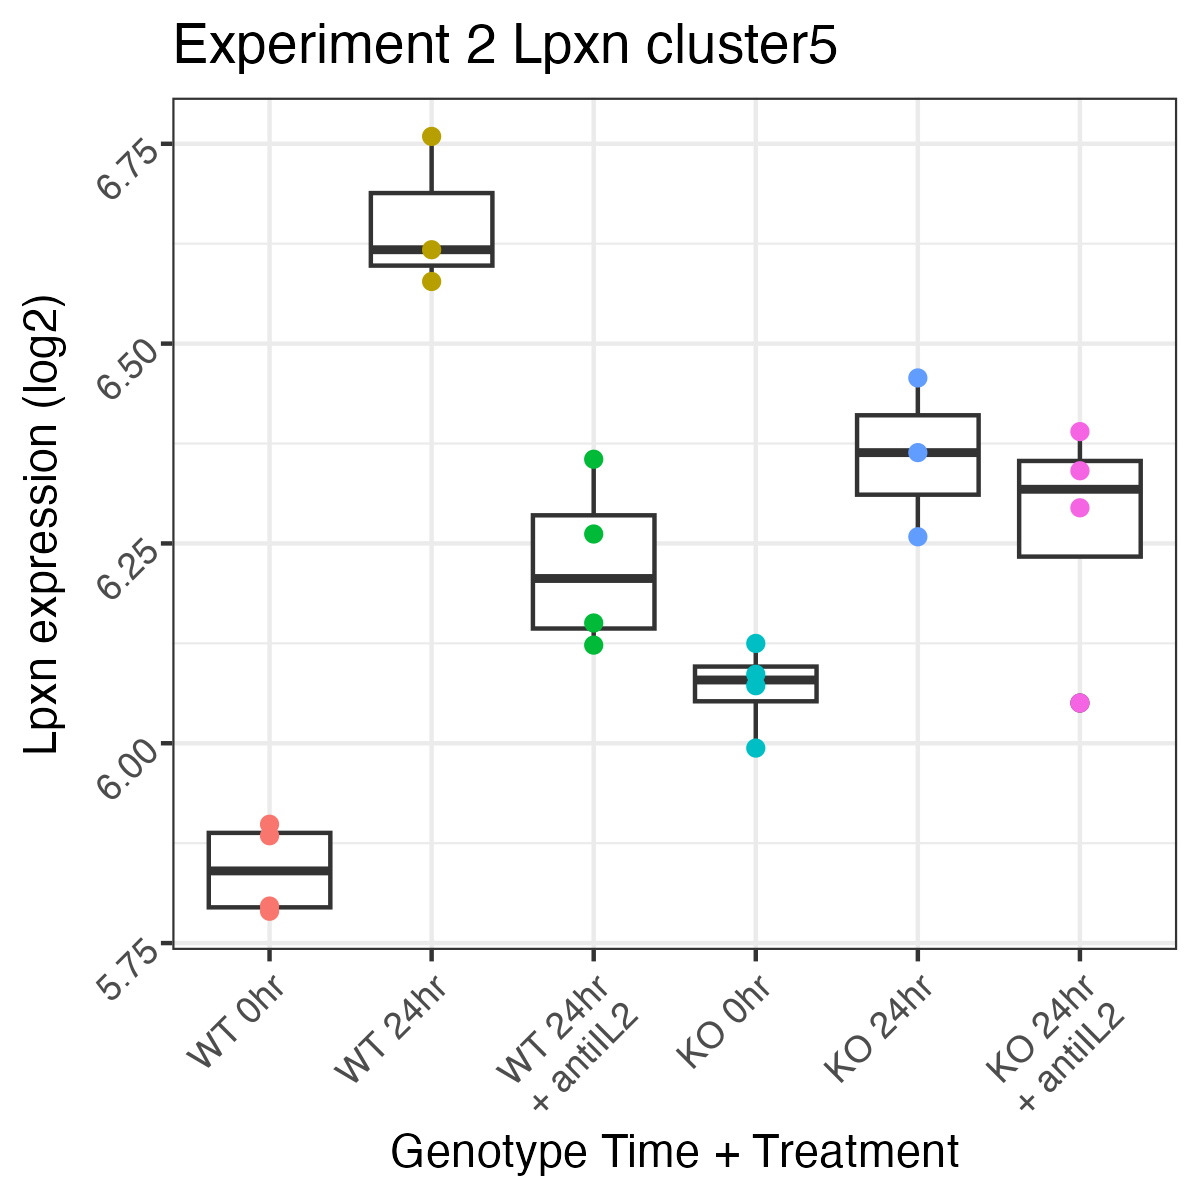 Experiment 2 Lpxn cluster5
Lpxn expression (log2)
6.75
6.50
6.25
6.00
5.75
WT 0hr
WT 24hr
WT 24hr
+ antiIL2
KO 0hr
KO 24hr
KO 24hr
+ antiIL2
Genotype Time + Treatment